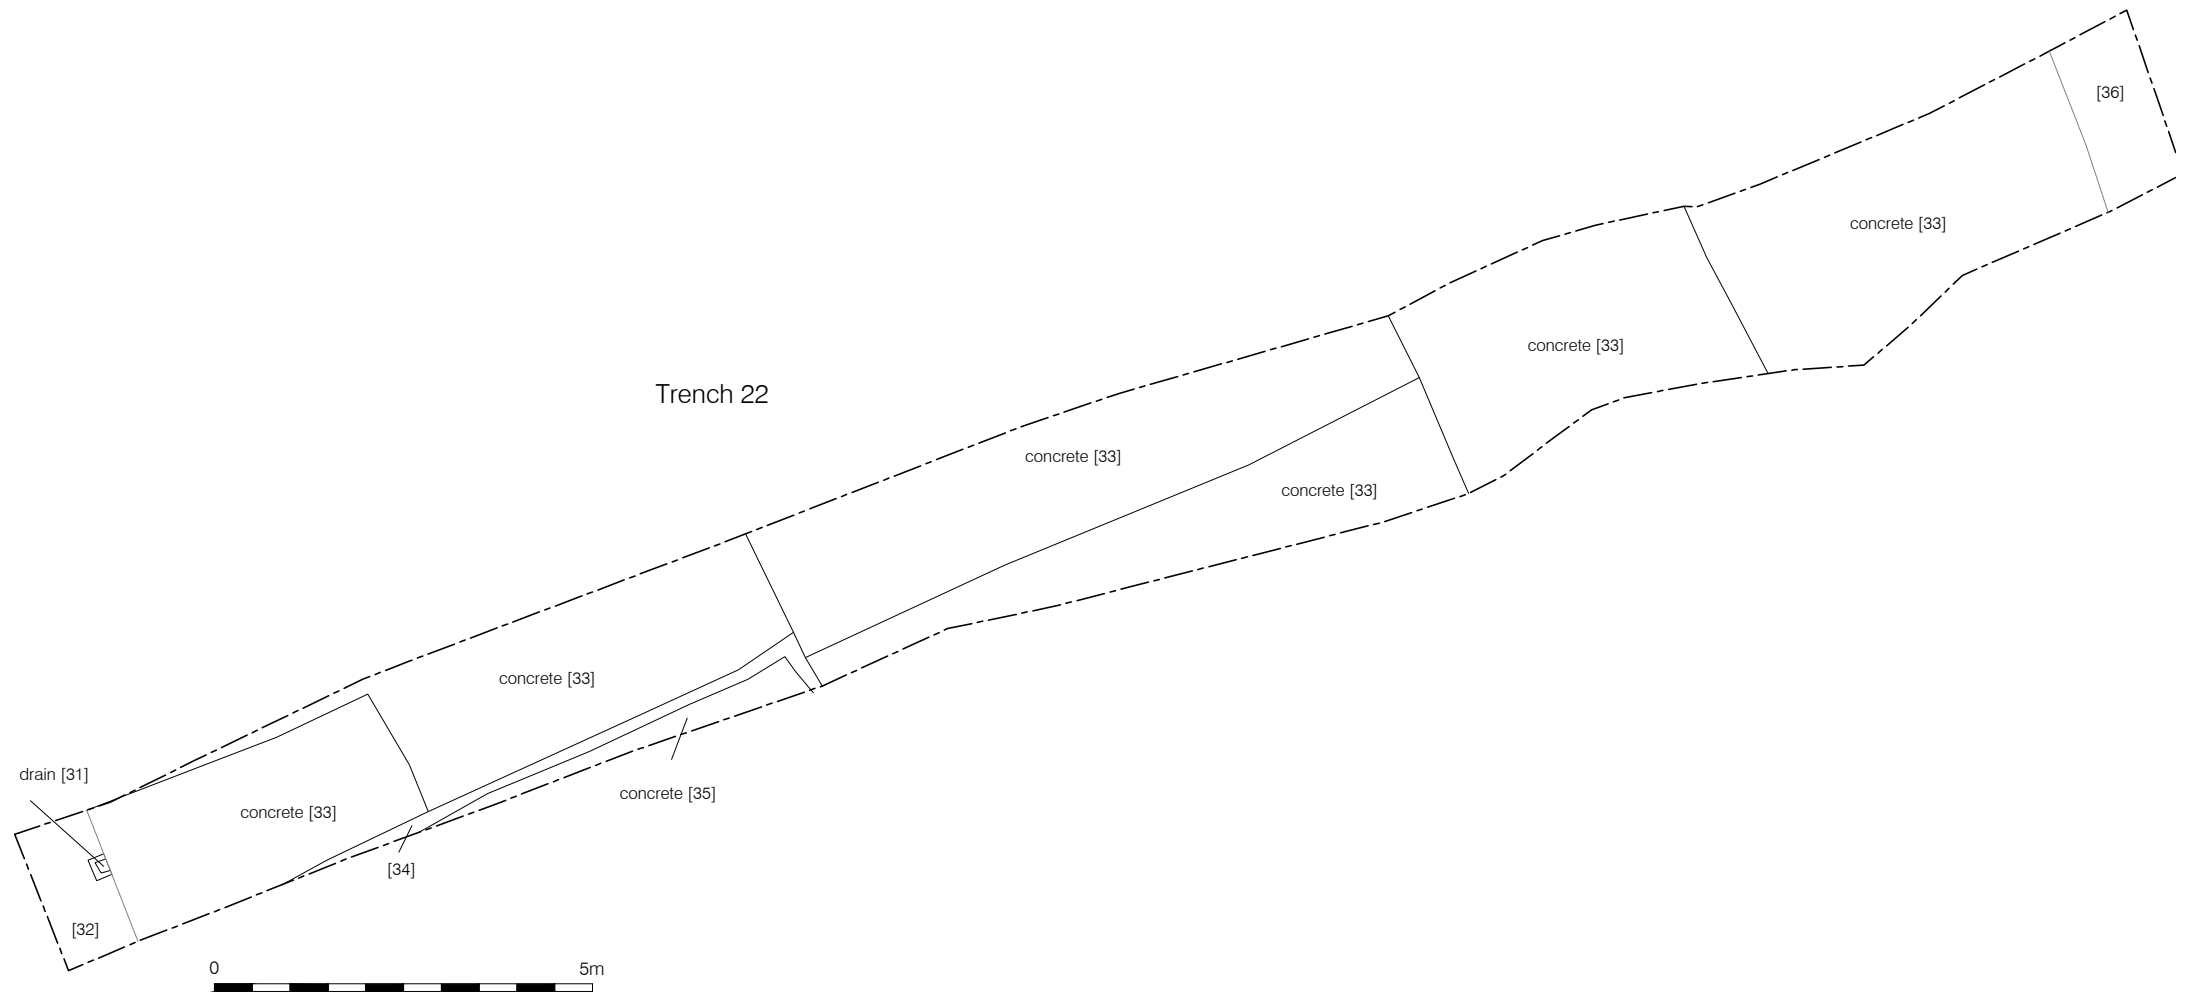 [36]
concrete [33]
concrete [33]
Trench 22
concrete [33]
concrete [33]
concrete [33]
drain [31]
concrete [35]
concrete [33]
[34]
[32]
0 5m